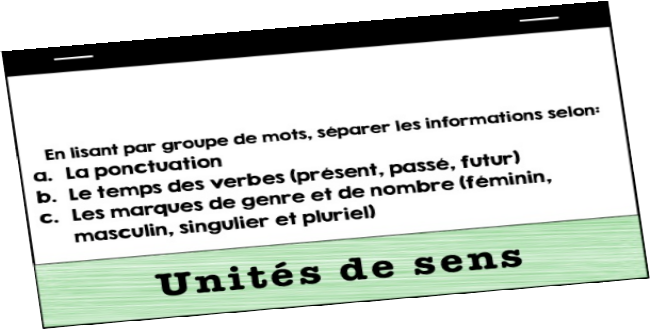 En lisant par groupe de mots, séparer les informations selon:
a. La ponctuation
b. Le temps des verbes (présent, passé, futur)
c. Les marques de genre et de nombre (féminin,
masculin, singulier et pluriel)
Unités de sens